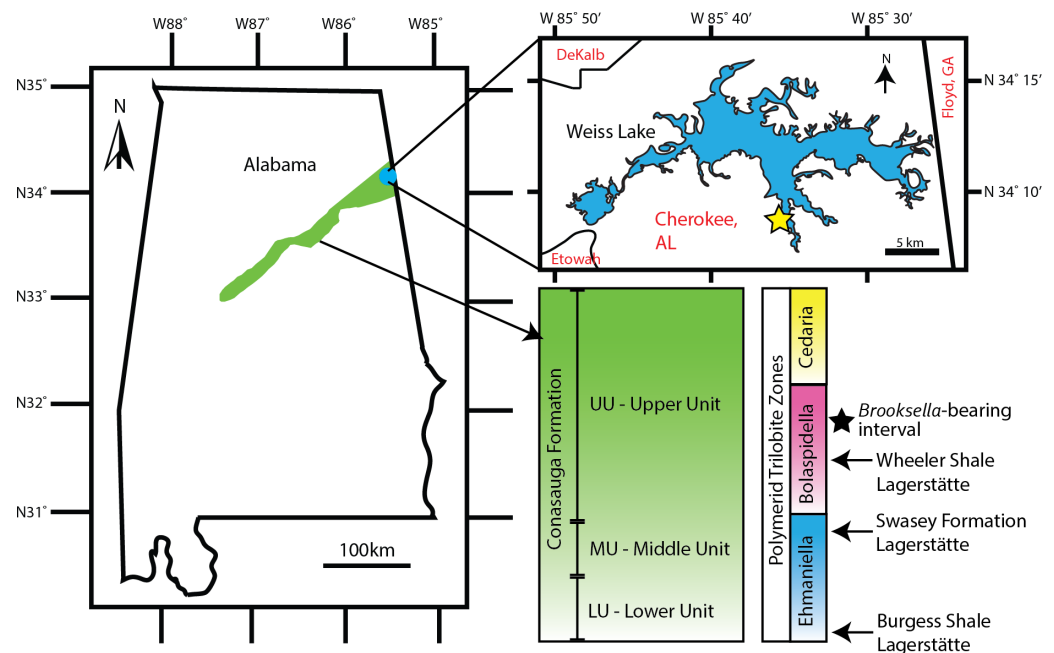 W88°
W87°
W86°
W85°
N35°
N34°
N33°
N32°
N31°
N
Alabama
100km
W 85° 50'
W 85° 40'
W 85° 30'
DeKalb
N
Floyd, GA
N 34° 15'
Weiss Lake
N 34° 10'
Cherokee,
AL
Etowah
5 km
Conasauga Formation
UU - Upper Unit
MU - Middle Unit
LU - Lower Unit
Polymerid Trilobite Zones
Cedaria
Bolaspidella
Ehmaniella
Brooksella-bearing
interval
Wheeler Shale
Lagerstätte
Swasey Formation
Lagerstätte
Burgess Shale
Lagerstätte